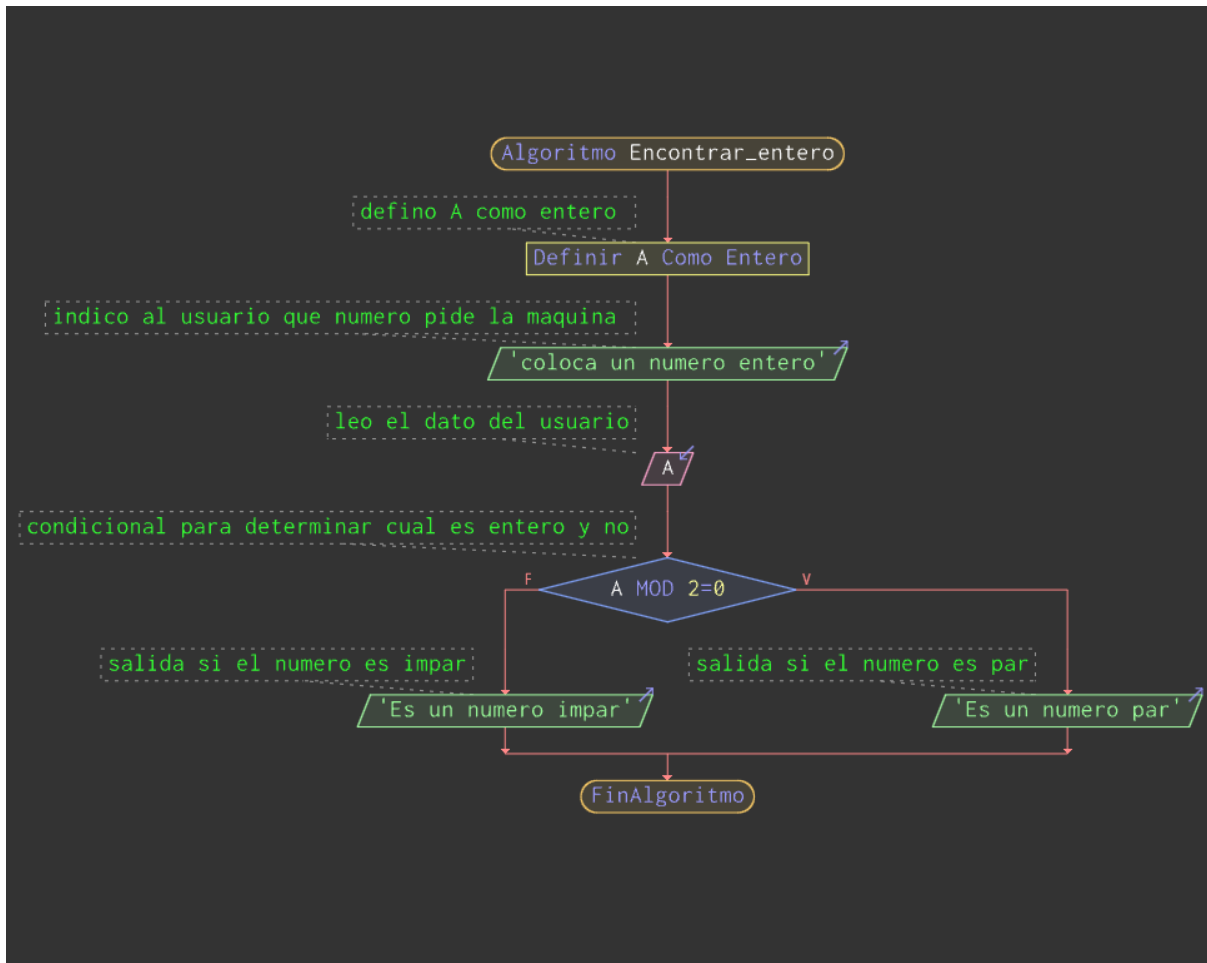 Algoritmo Encontrar_entero
defino A como entero
Definir A Como Entero
indico al usuario que numero pide la maquina
'coloca un numero entero'
leo el dato del usuario
A
condicional para determinar cual es entero y no
F
A MOD 2=0
V
salida si el numero es impar
salida si el numero es par
'Es un numero impar'
'Es un numero par'
FinAlgoritmo